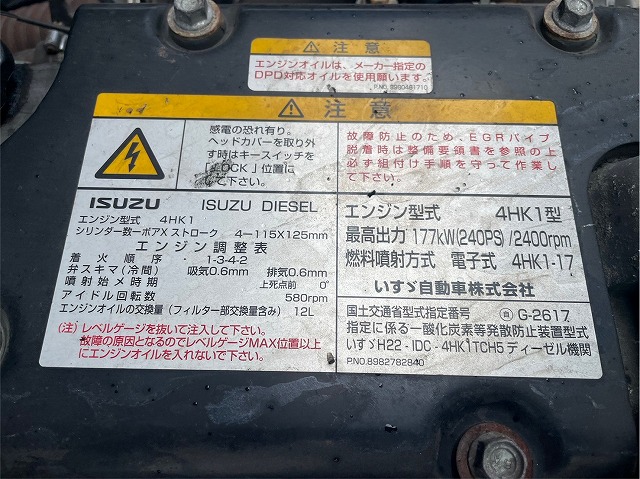 注意
エンジンオイルは、メーカー指定の
DPD対応オイルを使用願います。
P.NO. 8980481710
注意
感電の恐れ有り。
ヘッドカバーを取り外
す時はキースイッチを
「LOCK」位置に
して下さい。
故障防止のため、EGRパイプ
脱着時は整備要領書を参照の上
必ず組付け手順を守って作業し
て下さい。
ISUZU ISUZU DIESEL
エンジン型式 4HK1
シリンダー数ーボアXストローク 4－115X125mm
エンジン調整表
着火順序 1-3-4-2
弁スキマ(冷間) 吸気0.6mm 排気0.6mm
噴射始メ時期 上死点前 0°
アイドル回転数 580rpm
エンジンオイルの交換量(フィルター部交換量含み) 12L
(注)レベルゲージを抜いて注入して下さい。
故障の原因となるのでレベルゲージMAX位置以上
にエンジンオイルを入れないで下さい。
エンジン型式 4HK1型
最高出力 177kW(240PS)/2400rpm
燃料噴射方式 電子式 4HK1-17
いすゞ自動車株式会社
国土交通省型式指定番号 G-2617
指定に係る一酸化炭素等発散防止装置型式
いすゞH22-IDC-4HK1TCH5ディーゼル機関
P.NO.8982782840